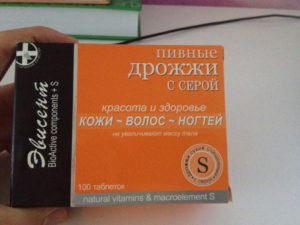 Эвисент
BioActive components + S
ПИВНЫЕ
ДРОЖЖИ
С СЕРОЙ
красота и здоровье
КОЖИ ~ ВОЛОС ~ НОГТЕЙ
не увеличивают массу тела
S
100 таблеток
natural vitamins & macroelement S